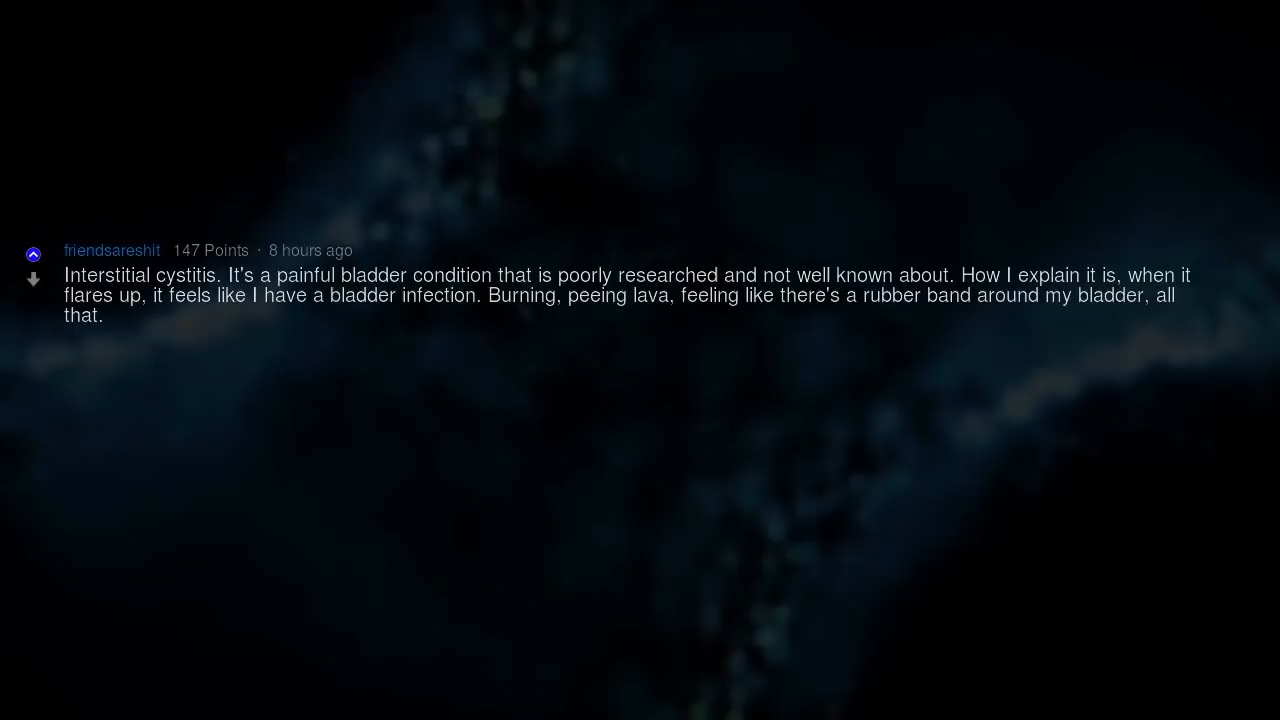 friendsareshit 147 Points · 8 hours ago
Interstitial cystitis. It's a painful bladder condition that is poorly researched and not well known about. How I explain it is, when it
flares up, it feels like I have a bladder infection. Burning, peeing lava, feeling like there's a rubber band around my bladder, all
that.